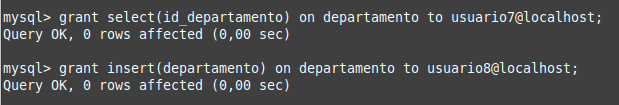 mysql> grant select(id_departamento) on departamento to usuario7@localhost;
Query OK, 0 rows affected (0,00 sec)
mysql> grant insert(departamento) on departamento to usuario8@localhost;
Query OK, 0 rows affected (0,00 sec)